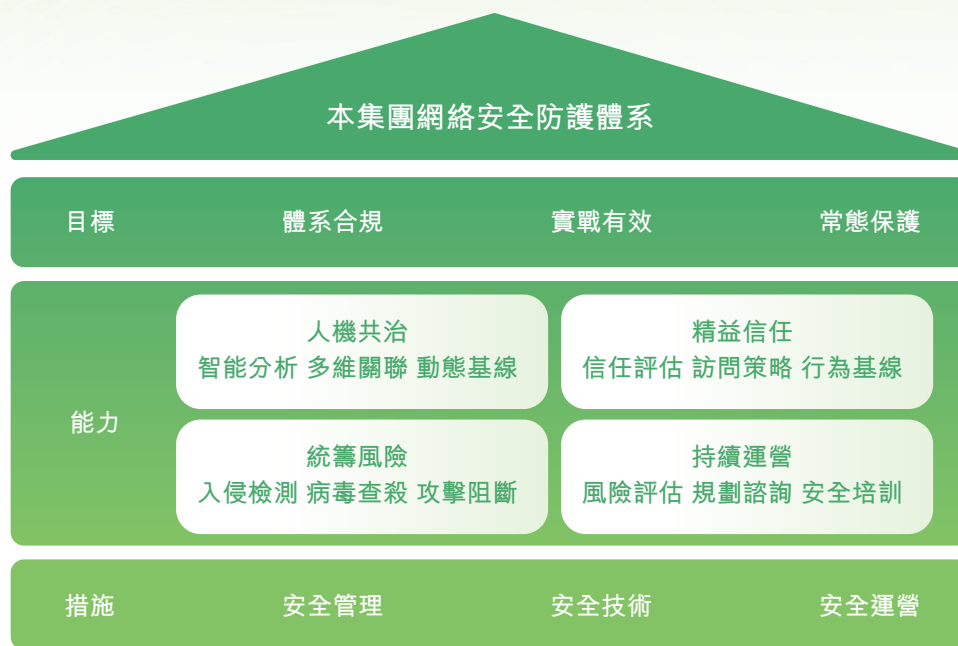 本集團網絡安全防護體系
目標 體系合規 實戰有效 常態保護
人機共治
智能分析 多維關聯 動態基線
精益信任
信任評估 訪問策略 行為基線
能力
統籌風險
入侵檢測 病毒查殺 攻擊阻斷
持續運營
風險評估 規劃諮詢 安全培訓
措施 安全管理 安全技術 安全運營